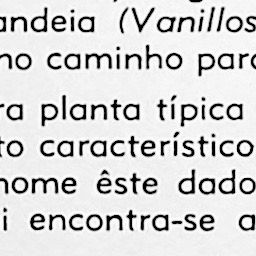 andeia (Vanillos
no caminho para
ra planta típica
to característico
nome êste dado
i encontra-se a